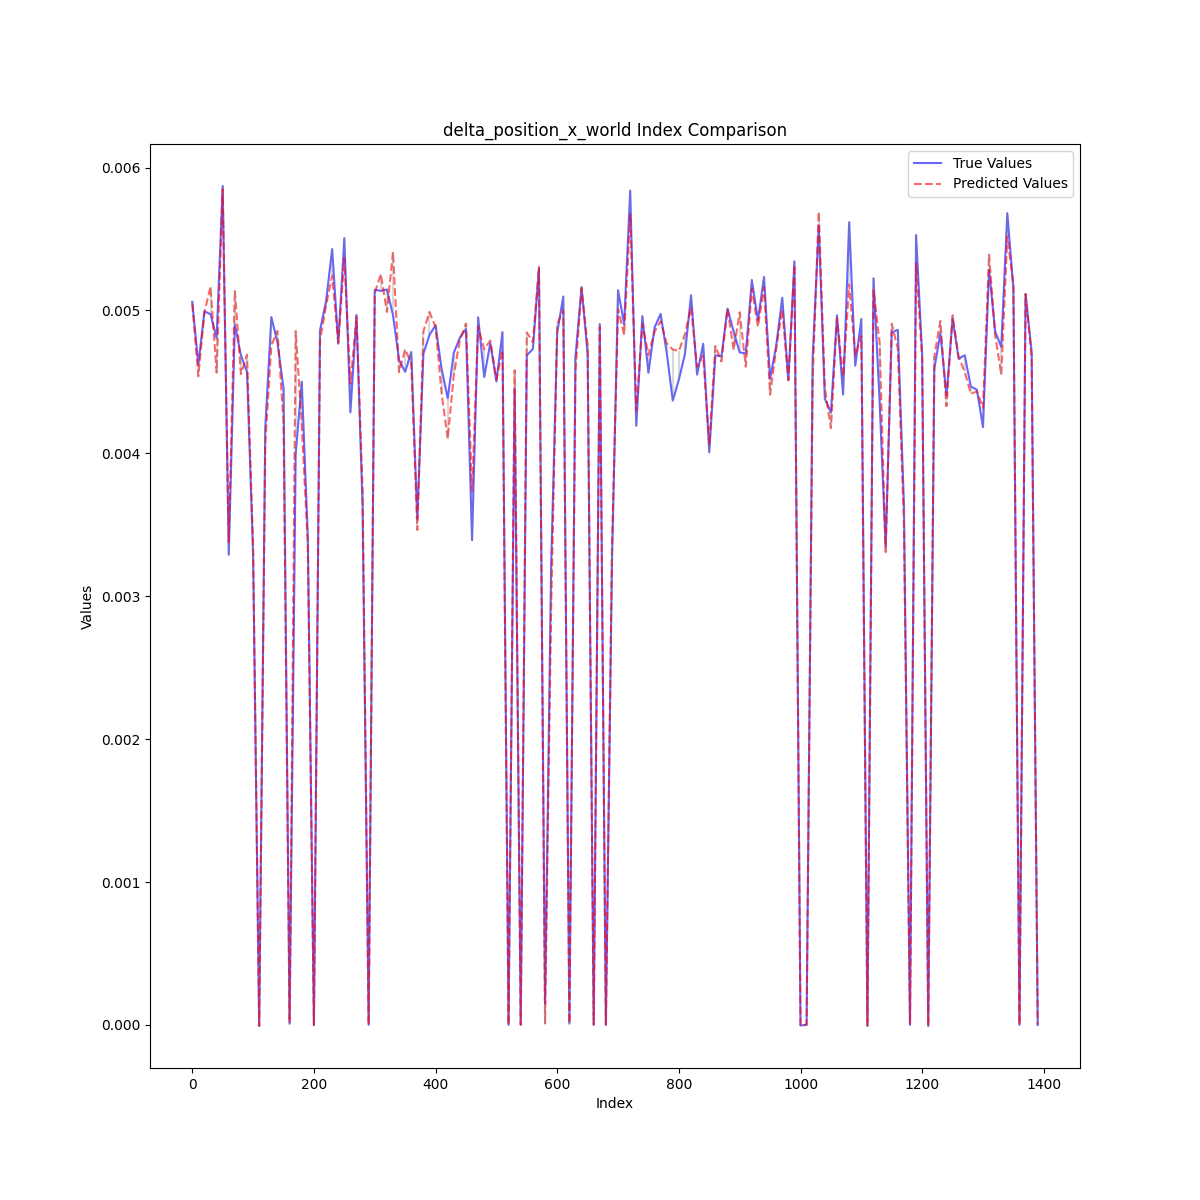 delta_position_x_world Index Comparison
True Values
Predicted Values
0.006
0.005
0.004
0.003
0.002
0.001
0.000
Values
0 200 400 600 800 1000 1200 1400
Index